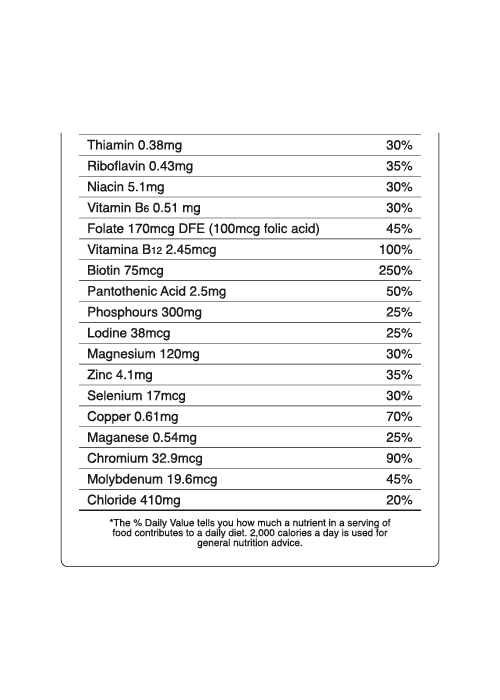 Thiamin 0.38mg 30%
Riboflavin 0.43mg 35%
Niacin 5.1mg 30%
Vitamin B6 0.51 mg 30%
Folate 170mcg DFE (100mcg folic acid) 45%
Vitamina B12 2.45mcg 100%
Biotin 75mcg 250%
Pantothenic Acid 2.5mg 50%
Phosphours 300mg 25%
Lodine 38mcg 25%
Magnesium 120mg 30%
Zinc 4.1mg 35%
Selenium 17mcg 30%
Copper 0.61mg 70%
Maganese 0.54mg 25%
Chromium 32.9mcg 90%
Molybdenum 19.6mcg 45%
Chloride 410mg 20%
*The % Daily Value tells you how much a nutrient in a serving of
food contributes to a daily diet. 2,000 calories a day is used for
general nutrition advice.